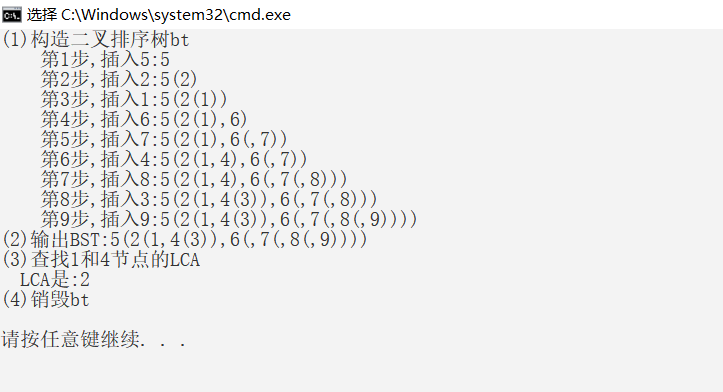 选择 C:\Windows\system32\cmd.exe
(1)构造二叉排序树bt
第1步,插入5:5
第2步,插入2:5(2)
第3步,插入1:5(2(1))
第4步,插入6:5(2(1),6)
第5步,插入7:5(2(1),6(,7))
第6步,插入4:5(2(1,4),6(,7))
第7步,插入8:5(2(1,4),6(,7(,8)))
第8步,插入3:5(2(1,4(3)),6(,7(,8)))
第9步,插入9:5(2(1,4(3)),6(,7(,8(,9))))
(2)输出BST:5(2(1,4(3)),6(,7(,8(,9))))
(3)查找1和4节点的LCA
LCA是:2
(4)销毁bt
请按任意键继续. . .